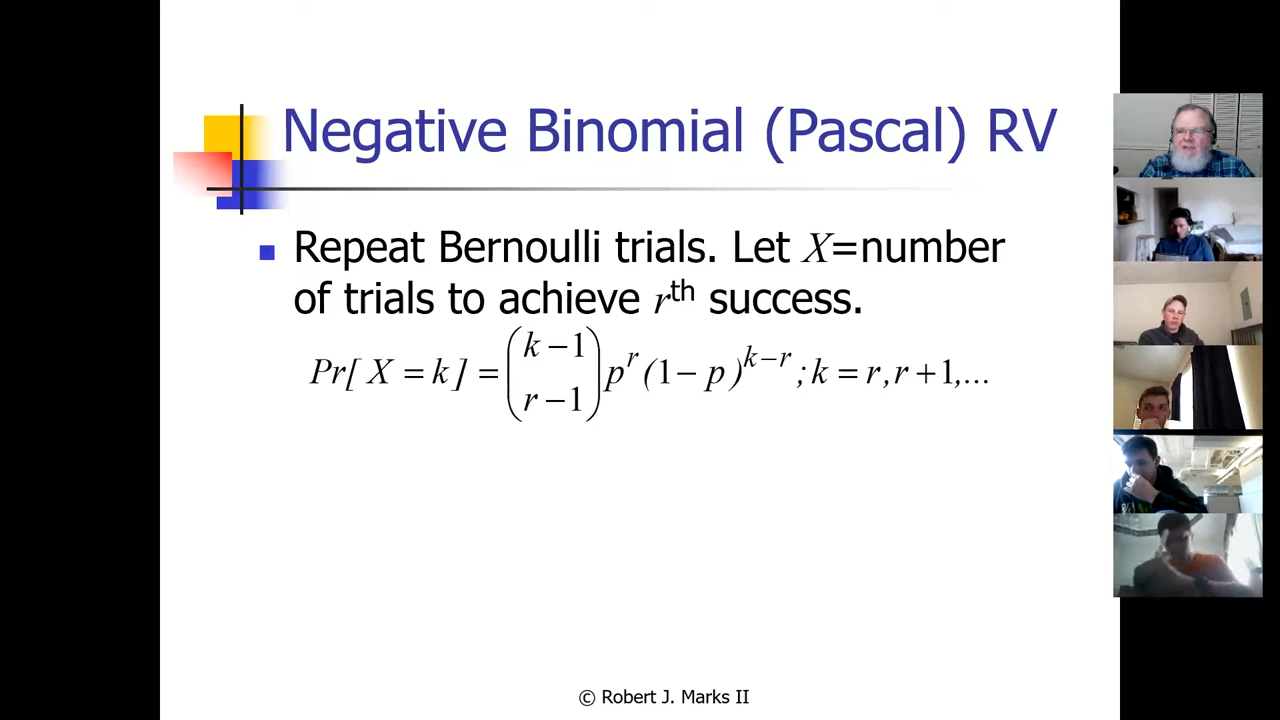 Negative Binomial (Pascal) RV
Repeat Bernoulli trials. Let X=number
of trials to achieve rth success.
Pr[ X = k ] = (k−1 r−1) p^r (1− p )^k−r ; k = r, r +1,...
© Robert J. Marks II